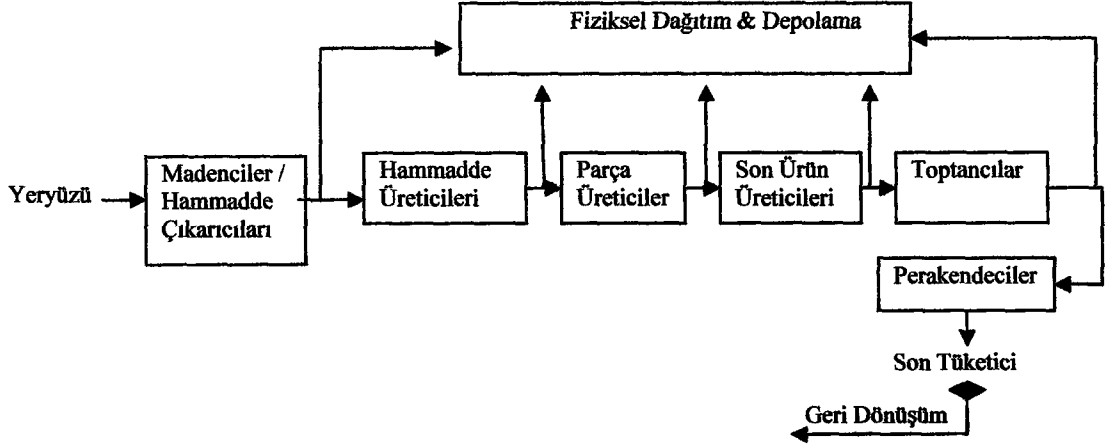 Fiziksel Dağıtım & Depolama
Yeryüzü
Madenciler /
Hammadde
Çıkarıcıları
Hammadde
Üreticileri
Parça
Üreticiler
Son Ürün
Üreticileri
Toptancılar
Perakendeciler
Son Tüketici
Geri Dönüşüm